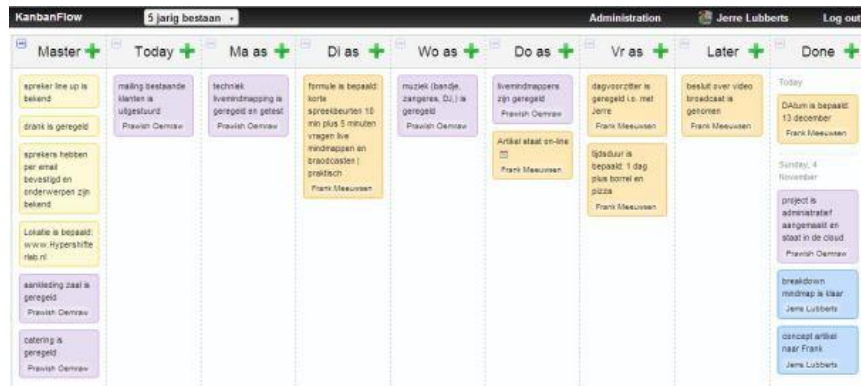 KanbanFlow
5 jarig bestaan
Administration
Jerre Lubberts
Log out
Master
Today
Ma as
Di as
Wo as
Do as
Vr as
Later
Done
spreker line up is
bekend
drank is geregeld
sprekers hebben
per email
bevestigd en
onderwerpen zijn
bekend
Lokatie is bepaald:
www.Hypershifte
rlab.nl
aankleding zaal is
geregeld
Prawish Oemraw
catering is
geregeld
Prawish Oemraw
mailing bestaande
klanten is
uitgestuurd
Prawish Oemraw
techniek
livemindmapping is
geregeld en getest
Prawish Oemraw
formule is bepaald:
korte
spreekbeurten 10
min plus 5 minuten
vragen live
mindmappen en
braodcasten |
praktisch
Frank Meeuwsen
muziek (bandje,
zangeres, DJ,) is
geregeld
Prawish Oemraw
livemindmappers
zijn geregeld
Prawish Oemraw
Artikel staat on-line
Frank Meeuwsen
dagvoorzitter is
geregeld i.s. met
Jerre
Frank Meeuwsen
tijdsduur is
bepaald: 1 dag
plus borrel en
pizza
Frank Meeuwsen
besluit over video
broadcast is
genomen
Frank Meeuwsen
Today
DAtum is bepaald:
13 december
Frank Meeuwsen
Sunday, 4
November
project is
administratief
aangemaakt en
staat in de cloud
Prawish Oemraw
breakdown
mindmap is klaar
Jerre Lubberts
concept artikel
naar Frank
Jerre Lubberts